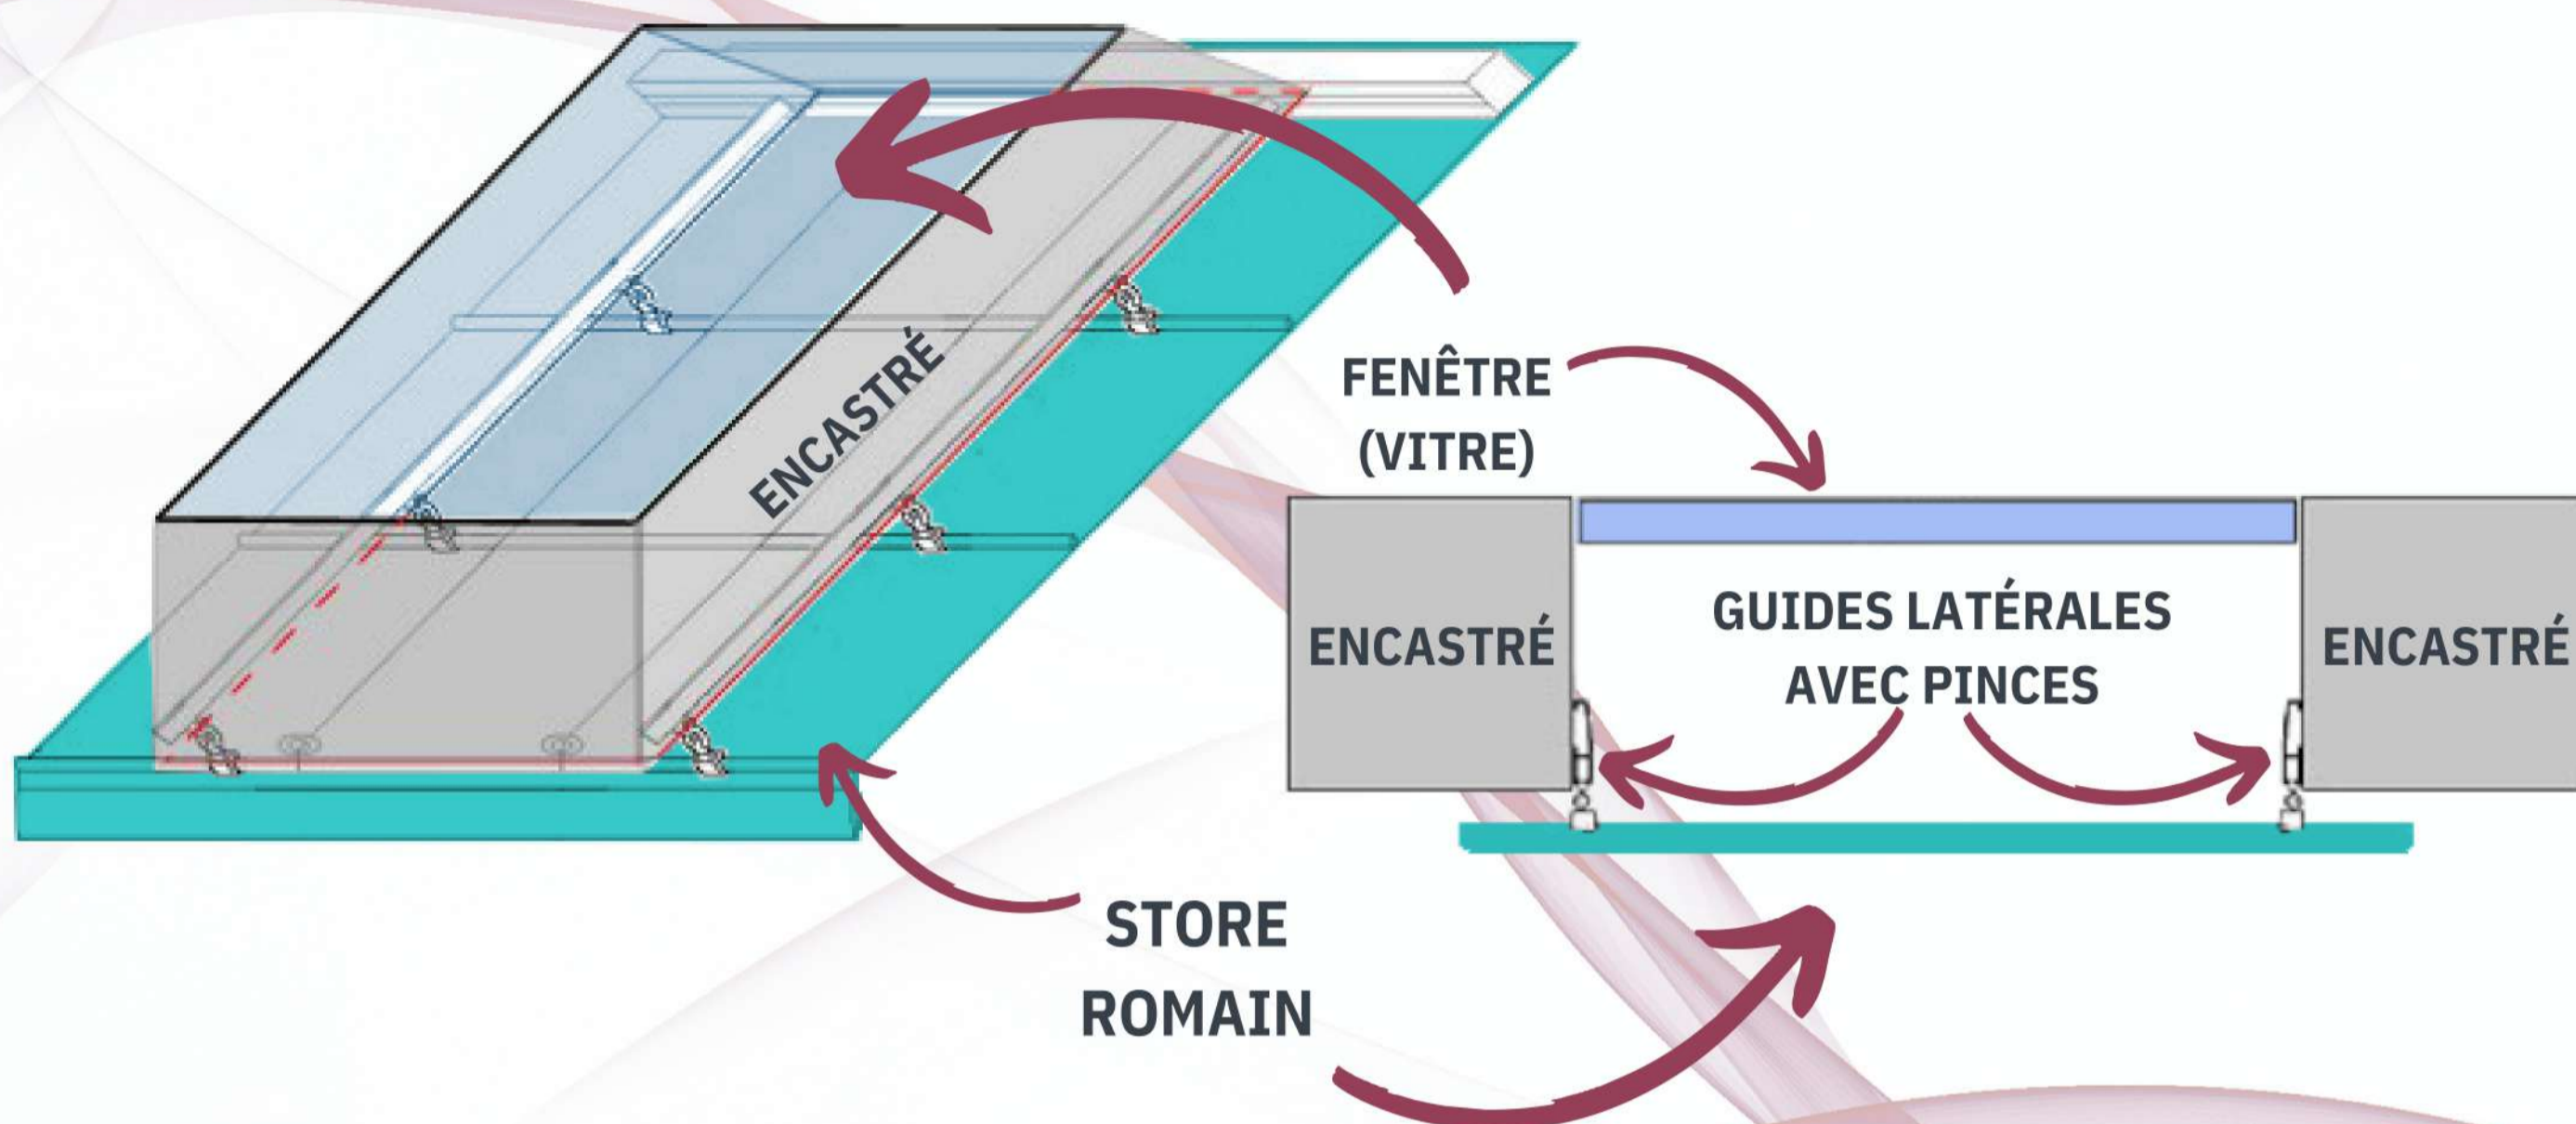 ENCASTRÉ
FENÊTRE
(VITRE)
ENCASTRÉ
GUIDES LATÉRALES
AVEC PINCES
ENCASTRÉ
STORE
ROMAIN